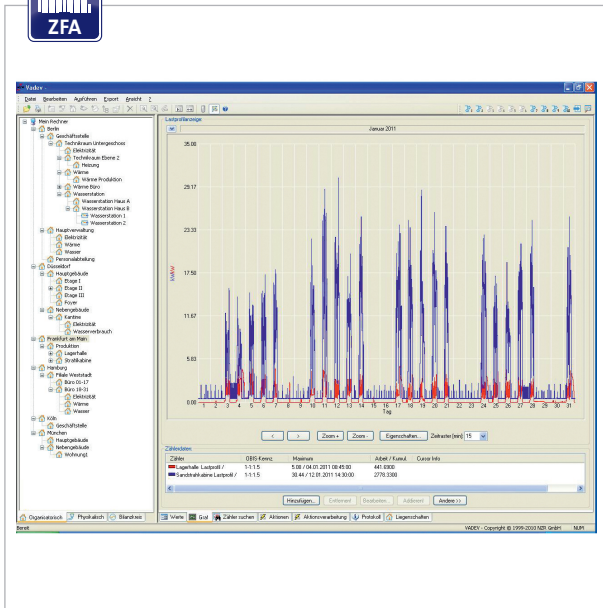 ZFA
Vadev -
Datei Bearbeiten Ausführen Export Ansicht ?
Mein Rechner
Berlin
Geschäftsstelle
Technikraum Untergeschoss
Elektrizität
Technikraum Ebene 2
Heizung
Wärme
Wärme Produktion
Wärme Büro
Wasserstation
Wasserstation Haus A
Wasserstation Haus B
Wasserstation 1
Wasserstation 2
Hauptverwaltung
Elektrizität
Wärme
Wasser
Personalabteilung
Düsseldorf
Hauptgebäude
Etage I
Etage II
Etage III
Foyer
Nebengebäude
Kantine
Elektrizität
Wasserverbrauch
Frankfurt am Main
Produktion
Lagerhalle
Strahlkabine
Hamburg
Filiale Weststadt
Büro 01-17
Büro 18-31
Elektrizität
Wärme
Wasser
Köln
Geschäftstelle
München
Hauptgebäude
Nebengebäude
Wohnung1
Organisatorisch Physikalisch Bilanzkreis
Lastprofilanzeige:
Januar 2011
35.00
29.17
23.33
17.50
11.67
5.83
0.00
1 2 3 4 5 6 7 8 9 10 11 12 13 14 15 16 17 18 19 20 21 22 23 24 25 26 27 28 29 30 31
Tag
< > Zoom + Zoom - Eigenschaften... Zeitraster [min]: 15
Zählerdaten:
Zähler OBIS-Kennz. Maximum Arbeit / Kumul. Cursor Info
Lagerhalle Lastprofil / 1-1:1.5 5.08 / 04.01.2011 08:45:00 441.6900
Sandstrahlkabine Lastprofil / 1-1:1.5 30.44 / 12.01.2011 14:30:00 2778.3300
Hinzufügen... Entfernen! Bearbeiten... Addieren! Andere >>
Werte Graf Zähler suchen Aktionen Aktionsverarbeitung Protokoll Liegenschaften
Bereit VADEV - Copyright © 1999-2010 NZR GmbH NUM